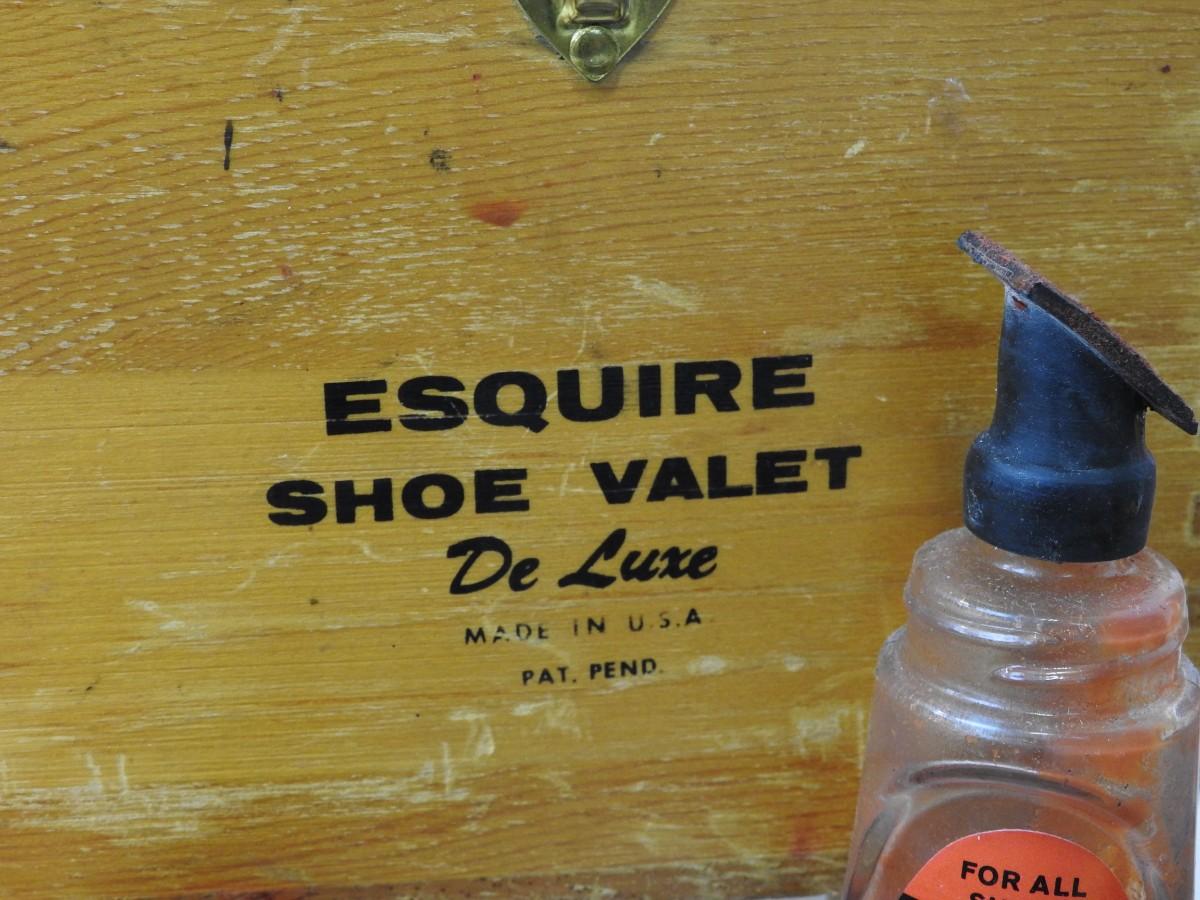 ESQUIRE
SHOE VALET
De Luxe
MADE IN U.S.A.
PAT. PEND.
FOR ALL